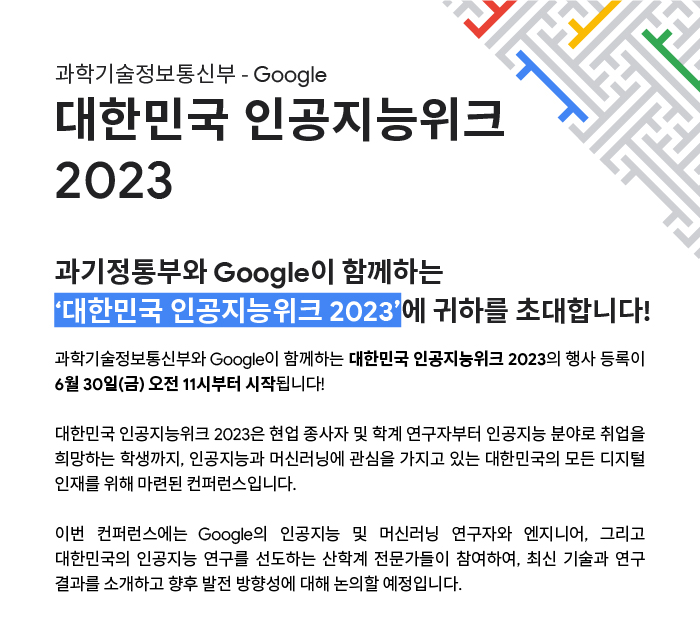 과학기술정보통신부 - Google
대한민국 인공지능위크
2023
과기정통부와 Google이 함께하는
‘대한민국 인공지능위크 2023’에 귀하를 초대합니다!
과학기술정보통신부와 Google이 함께하는 대한민국 인공지능위크 2023의 행사 등록이
6월 30일(금) 오전 11시부터 시작됩니다!
대한민국 인공지능위크 2023은 현업 종사자 및 학계 연구자부터 인공지능 분야로 취업을
희망하는 학생까지, 인공지능과 머신러닝에 관심을 가지고 있는 대한민국의 모든 디지털
인재를 위해 마련된 컨퍼런스입니다.
이번 컨퍼런스에는 Google의 인공지능 및 머신러닝 연구자와 엔지니어, 그리고
대한민국의 인공지능 연구를 선도하는 산학계 전문가들이 참여하여, 최신 기술과 연구
결과를 소개하고 향후 발전 방향성에 대해 논의할 예정입니다.